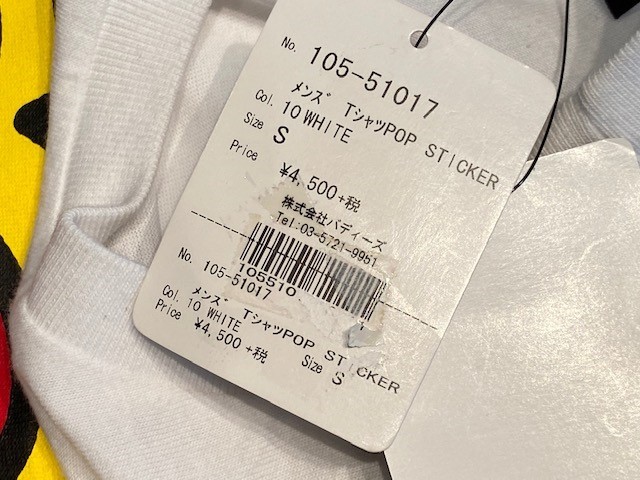 No. 105-51017
メンズ TシャツPOP STICKER
Col. 10 WHITE
Size S
Price ¥4,500+税
株式会社バディーズ
Tel:03-5721-9951
105510
No. 105-51017
メンズ TシャツPOP STICKER
Col. 10 WHITE Size S
Price ¥4,500+税